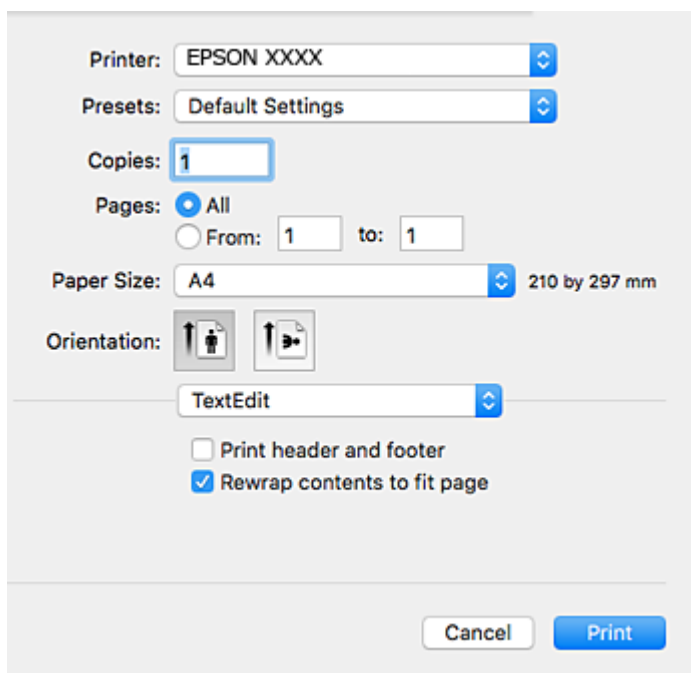 Printer: EPSON XXXX
Presets: Default Settings
Copies: 1
Pages: All
From: 1 to: 1
Paper Size: A4 210 by 297 mm
Orientation:
TextEdit
Print header and footer
Rewrap contents to fit page
Cancel Print